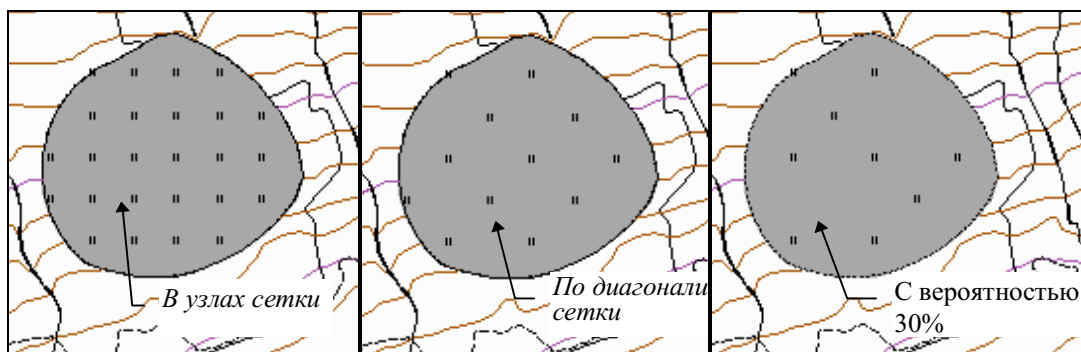 В узлах сетки
По диагонали
сетки
С вероятностью
30%